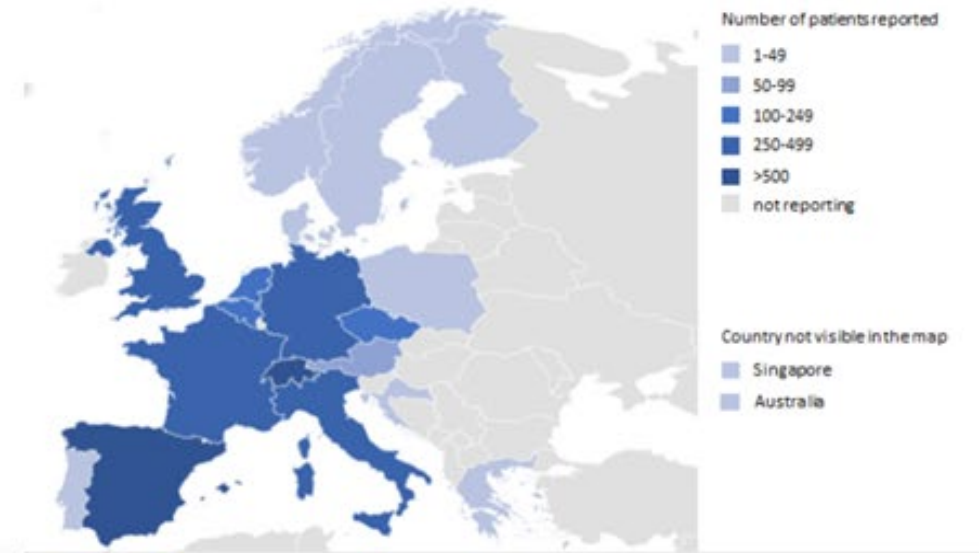 Number of patients reported
1-49
50-99
100-249
250-499
>500
not reporting
Country not visible in the map
Singapore
Australia